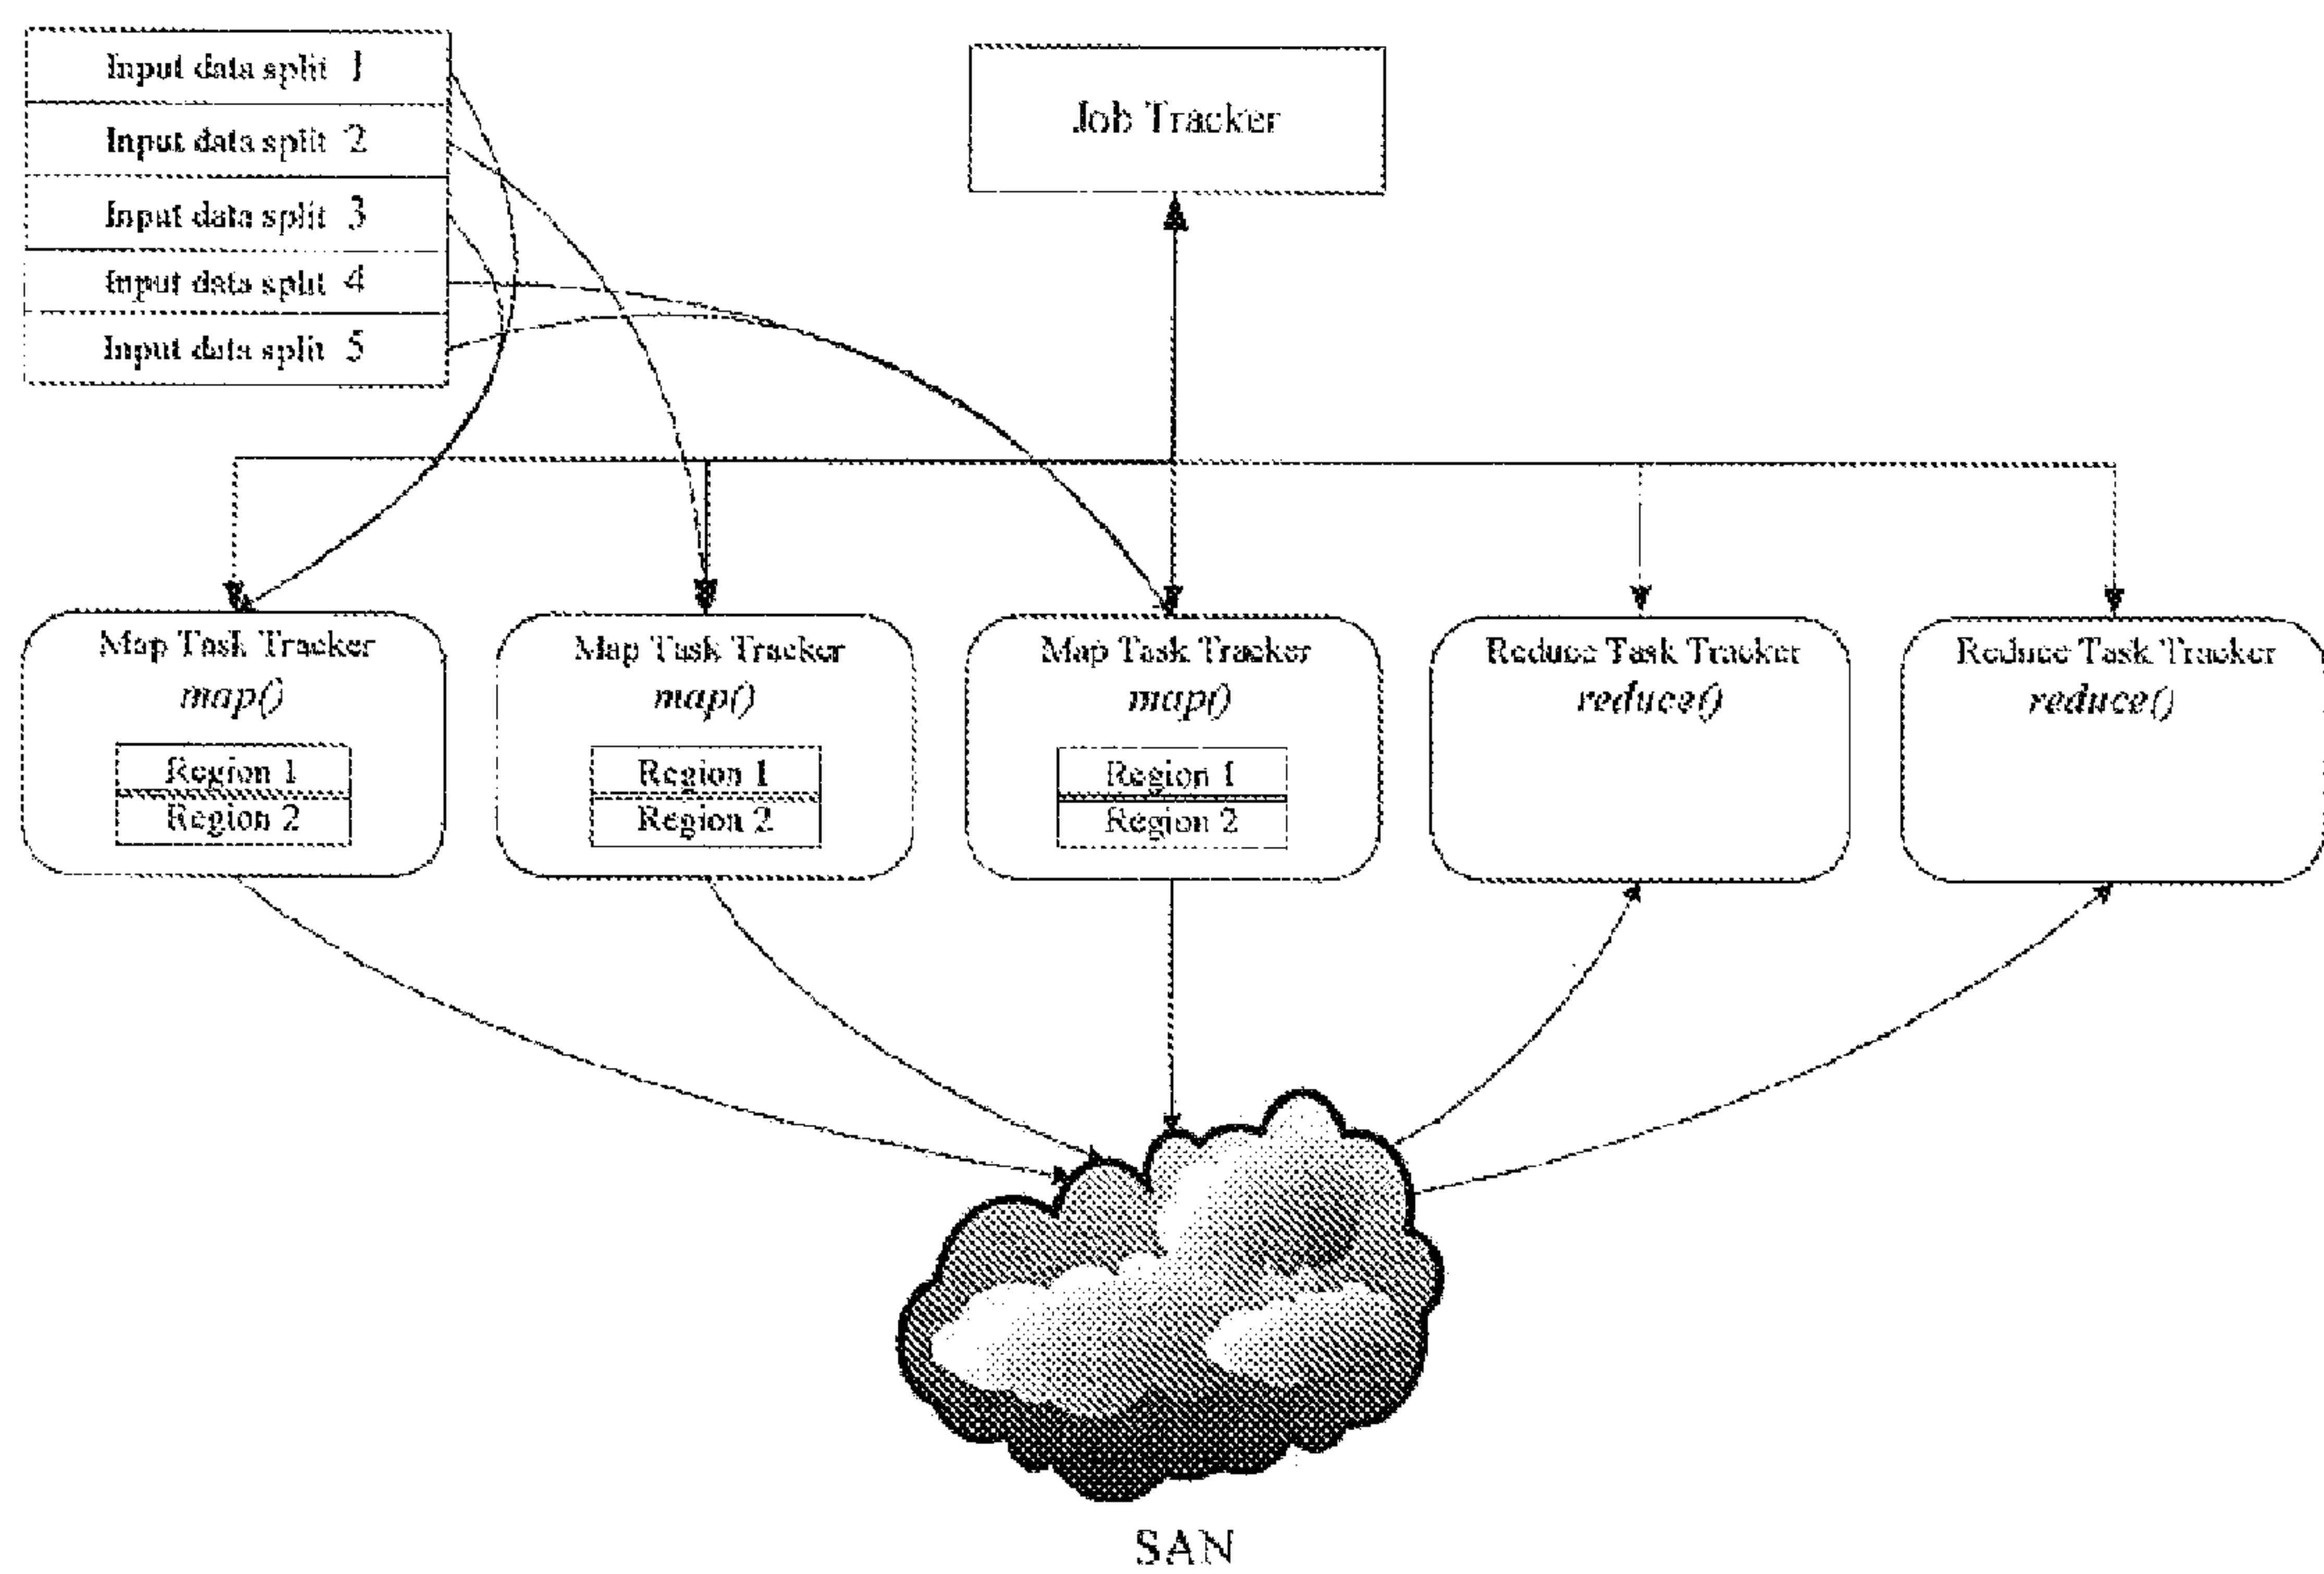 Input data split 1
Input data split 2
Input data split 3
Input data split 4
Input data split 5
Job Tracker
Map Task Tracker
map()
Region 1
Region 2
Map Task Tracker
map()
Region 1
Region 2
Map Task Tracker
map()
Region 1
Region 2
Reduce Task Tracker
reduce()
Reduce Task Tracker
reduce()
SAN